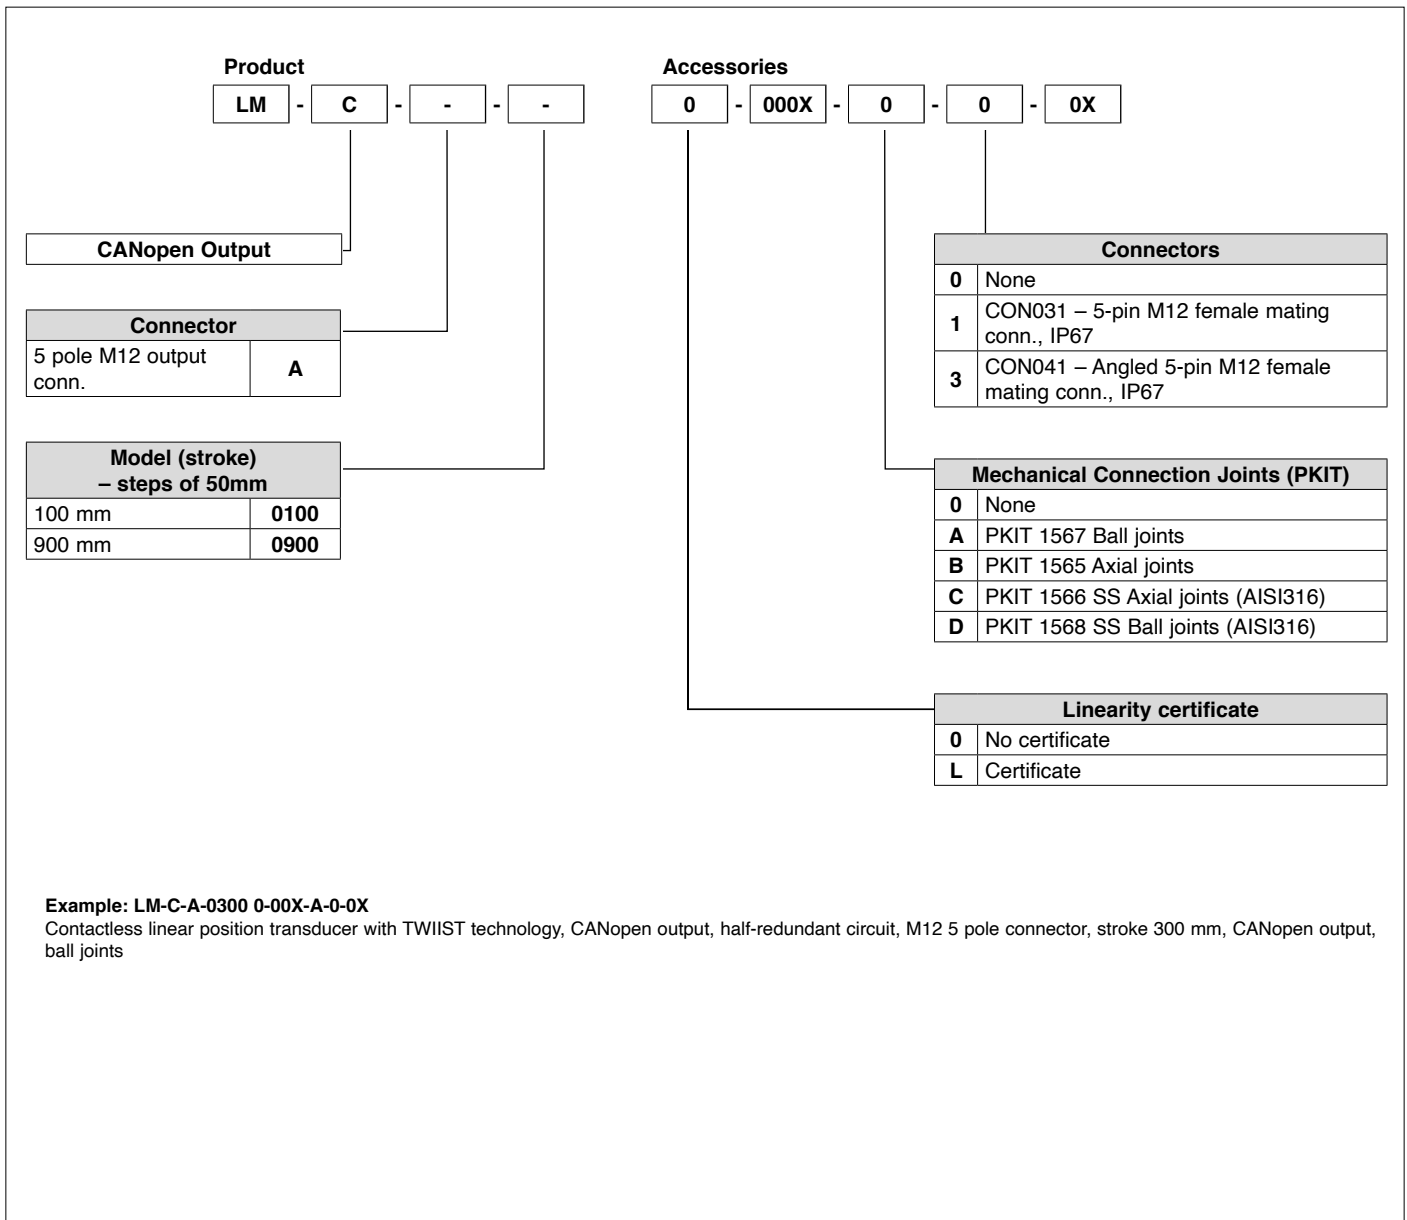 Product
LM - C - - - -
CANopen Output
Connector
5 pole M12 output
conn.
A
Model (stroke)
– steps of 50mm
100 mm 0100
900 mm 0900
Accessories
0 - 000X - 0 - 0 - 0X
Connectors
0 None
1 CON031 – 5-pin M12 female mating
conn., IP67
3 CON041 – Angled 5-pin M12 female
mating conn., IP67
Mechanical Connection Joints (PKIT)
0 None
A PKIT 1567 Ball joints
B PKIT 1565 Axial joints
C PKIT 1566 SS Axial joints (AISI316)
D PKIT 1568 SS Ball joints (AISI316)
Linearity certificate
0 No certificate
L Certificate
Example: LM-C-A-0300 0-00X-A-0-0X
Contactless linear position transducer with TWIIST technology, CANopen output, half-redundant circuit, M12 5 pole connector, stroke 300 mm, CANopen output,
ball joints